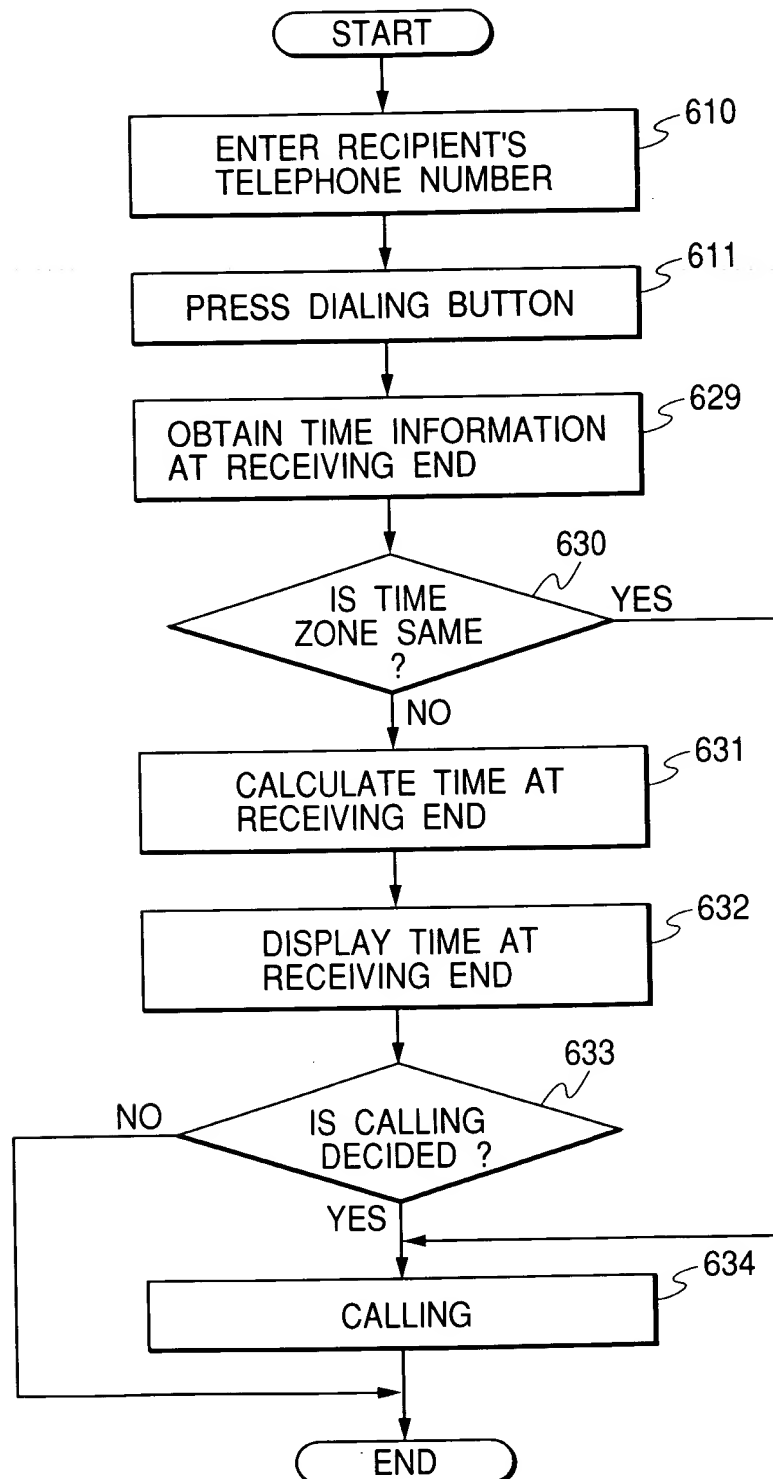 START
610
ENTER RECIPIENT'S
TELEPHONE NUMBER
611
PRESS DIALING BUTTON
629
OBTAIN TIME INFORMATION
AT RECEIVING END
630
IS TIME
ZONE SAME
?
YES
NO
631
CALCULATE TIME AT
RECEIVING END
632
DISPLAY TIME AT
RECEIVING END
633
NO
IS CALLING
DECIDED ?
YES
634
CALLING
END